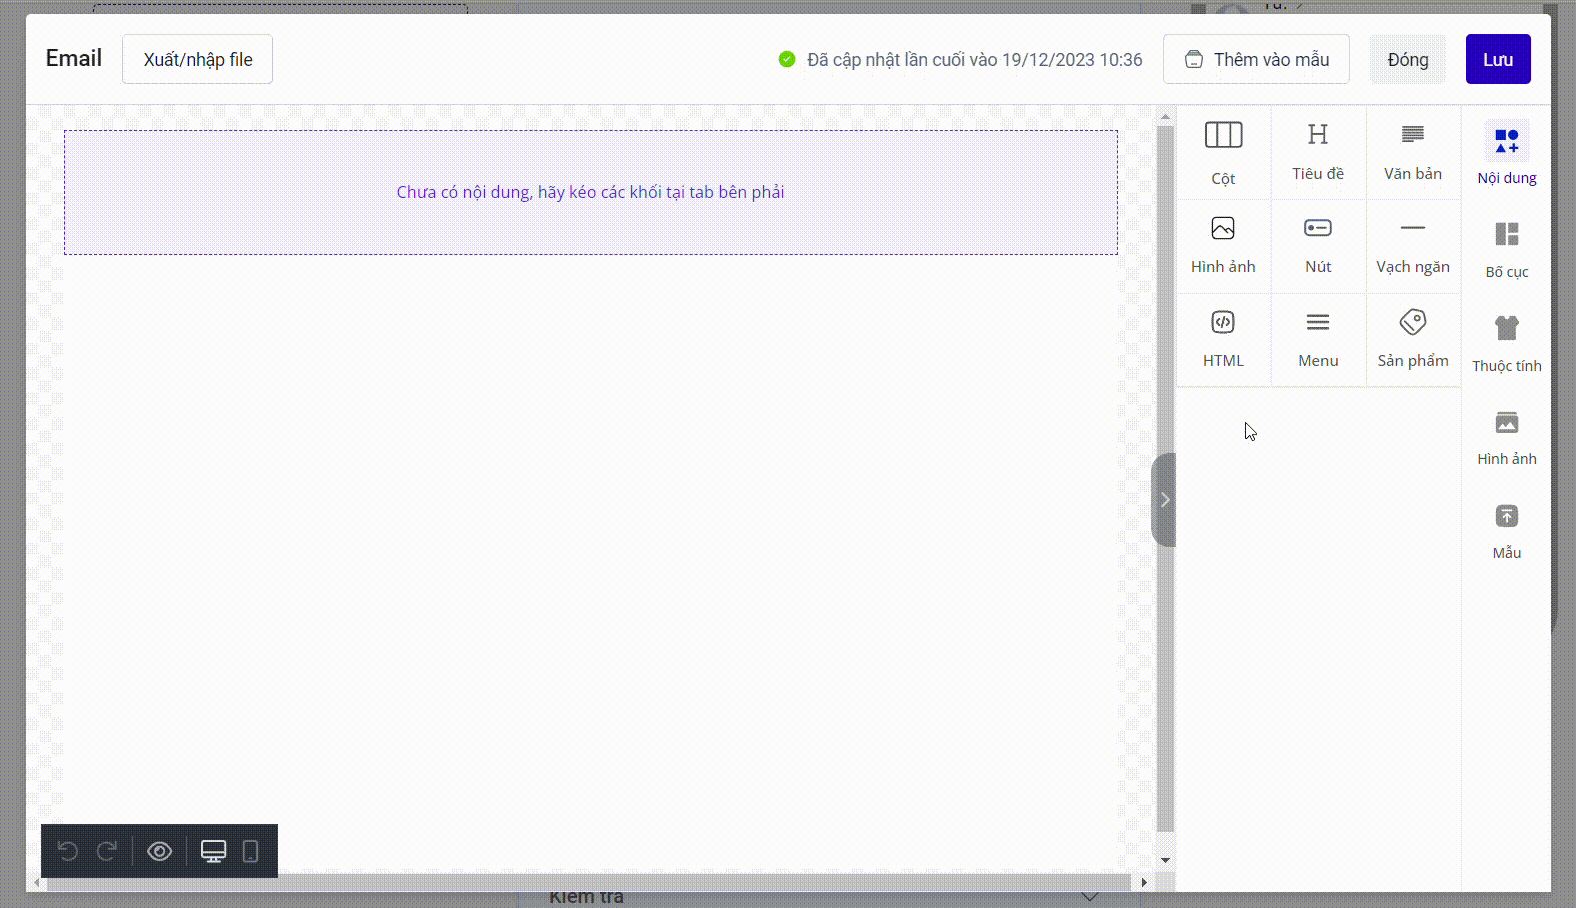 Email
Xuất/nhập file
Đã cập nhật lần cuối vào 19/12/2023 10:36
Thêm vào mẫu
Đóng
Lưu
Chưa có nội dung, hãy kéo các khối tại tab bên phải
Cột
Tiêu đề
Văn bản
Hình ảnh
Nút
Vạch ngăn
HTML
Menu
Sản phẩm
Nội dung
Bố cục
Thuộc tính
Hình ảnh
Mẫu
Kiểm tra